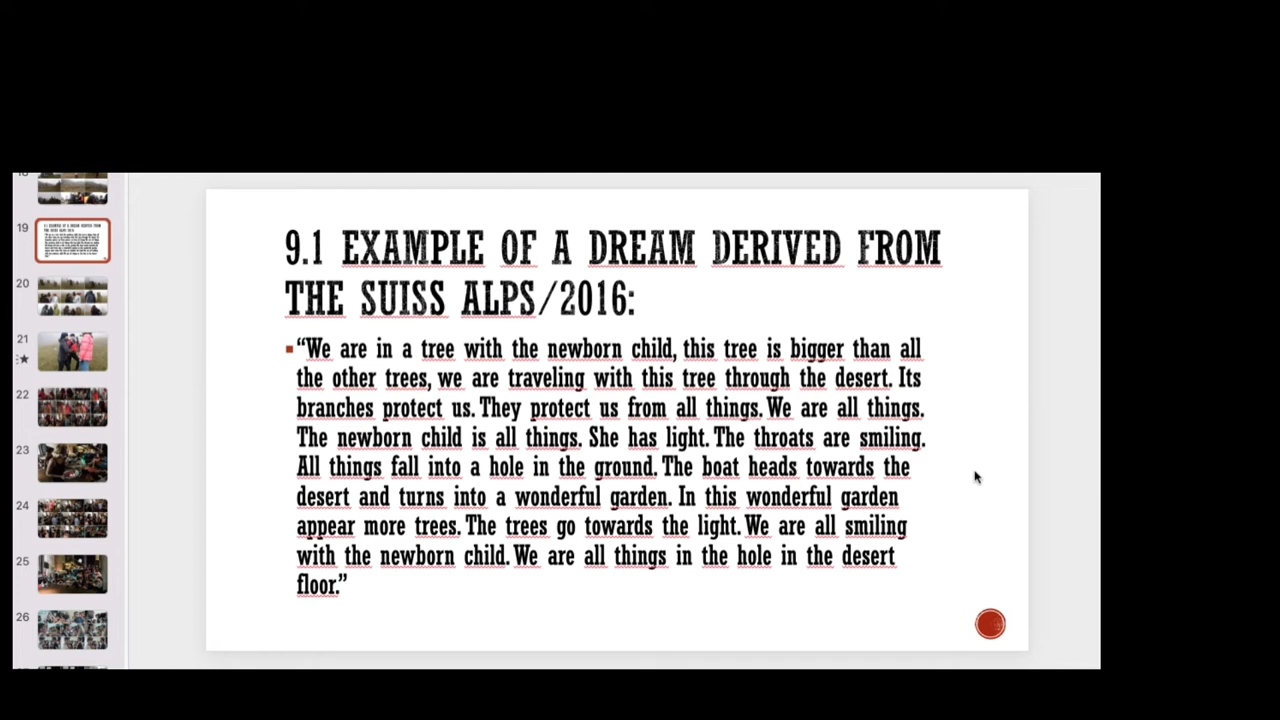 18
19
20
21
22
23
24
25
26
9.1 EXAMPLE OF A DREAM DERIVED FROM
THE SUISS ALPS/2016:
“We are in a tree with the newborn child, this tree is bigger than all
the other trees, we are traveling with this tree through the desert. Its
branches protect us. They protect us from all things. We are all things.
The newborn child is all things. She has light. The throats are smiling.
All things fall into a hole in the ground. The boat heads towards the
desert and turns into a wonderful garden. In this wonderful garden
appear more trees. The trees go towards the light. We are all smiling
with the newborn child. We are all things in the hole in the desert
floor.”